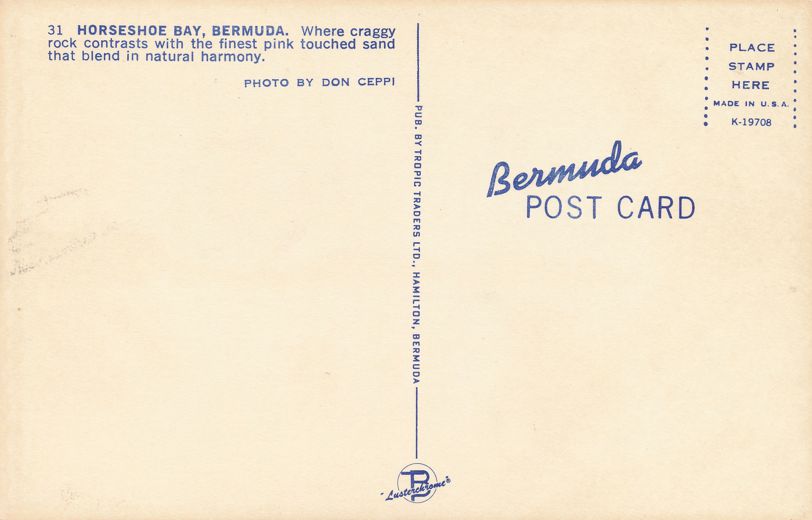 31 HORSESHOE BAY, BERMUDA. Where craggy
rock contrasts with the finest pink touched sand
that blend in natural harmony.
PHOTO BY DON CEPPI
PUB. BY TROPIC TRADERS LTD., HAMILTON, BERMUDA
"Lusterchrome"
PLACE
STAMP
HERE
MADE IN U.S.A.
K-19708
Bermuda
POST CARD